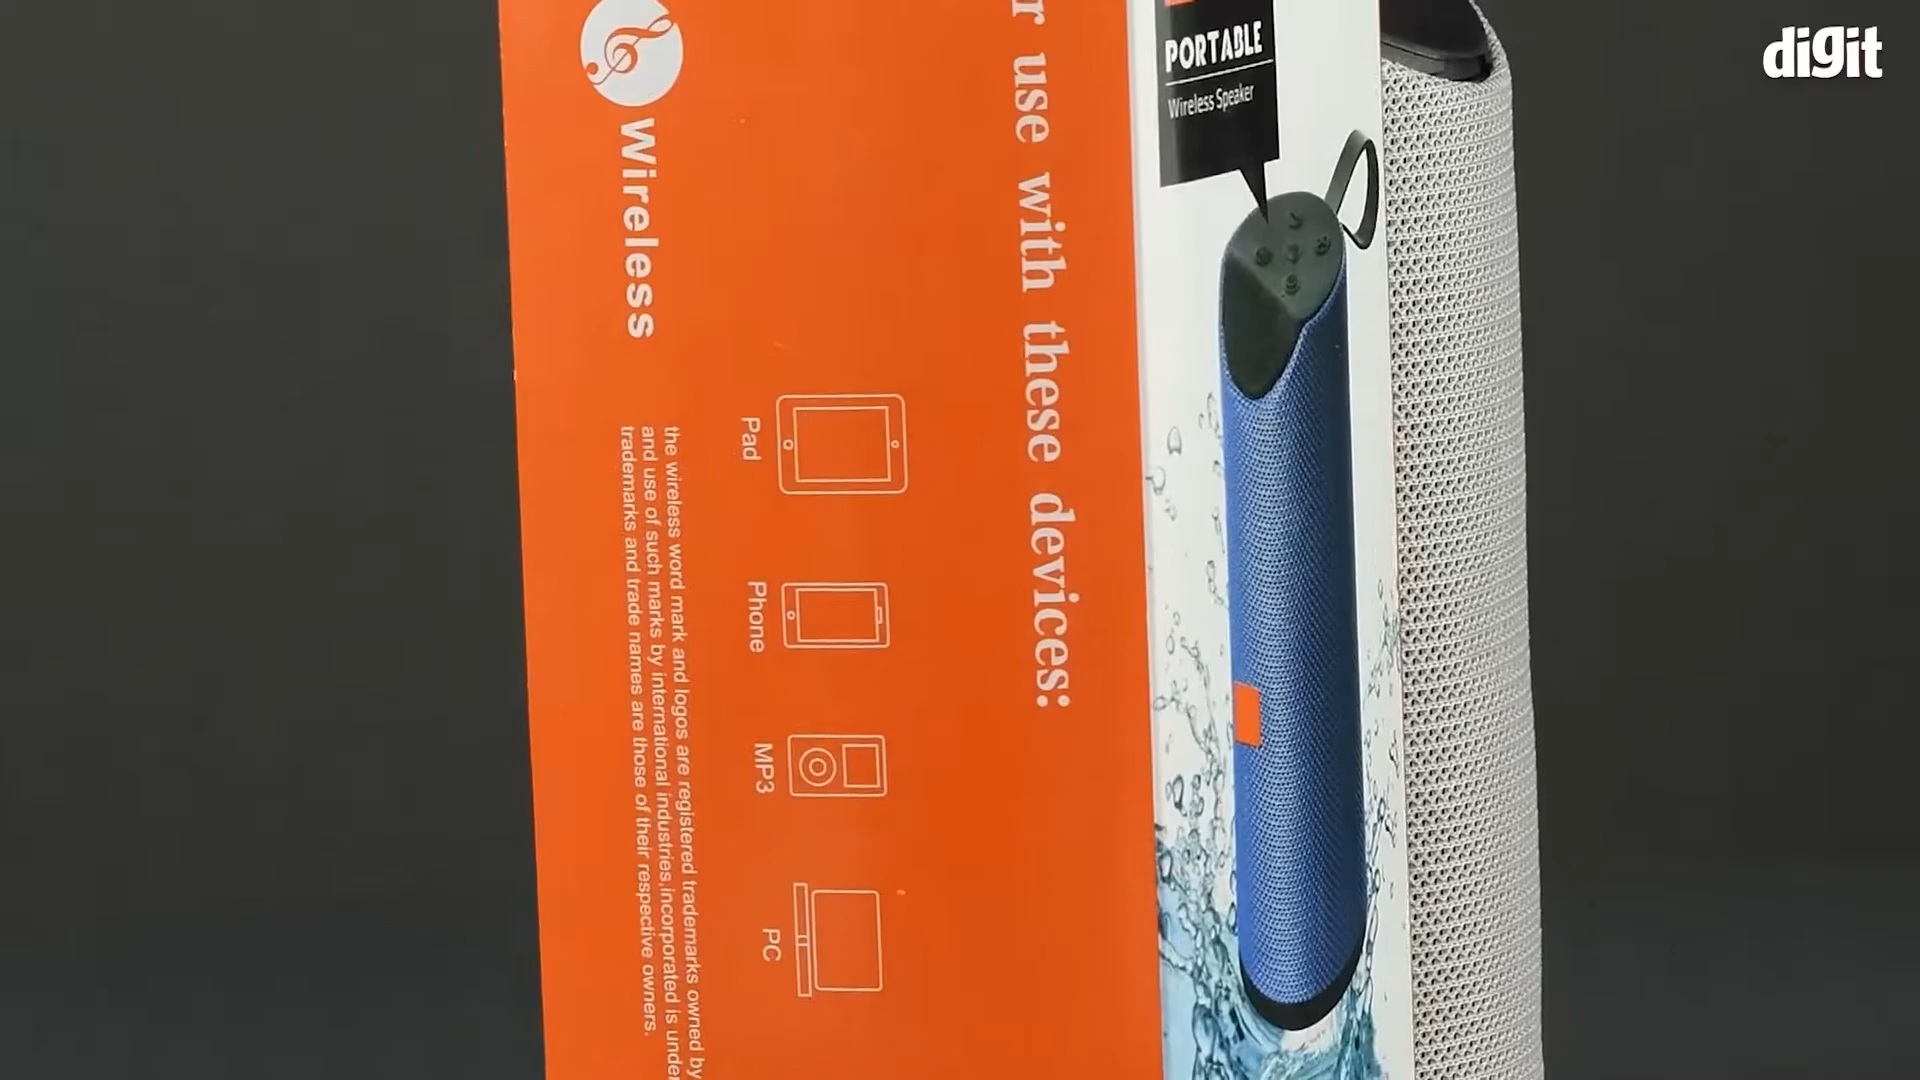 digit
PORTABLE
Wireless Speaker
r use with these devices:
Pad
Phone
MP3
PC
Wireless
the wireless word mark and logos are registered trademarks owned by
and use of such marks by international industries,incorporated is under
trademarks and trade names are those of their respective owners.